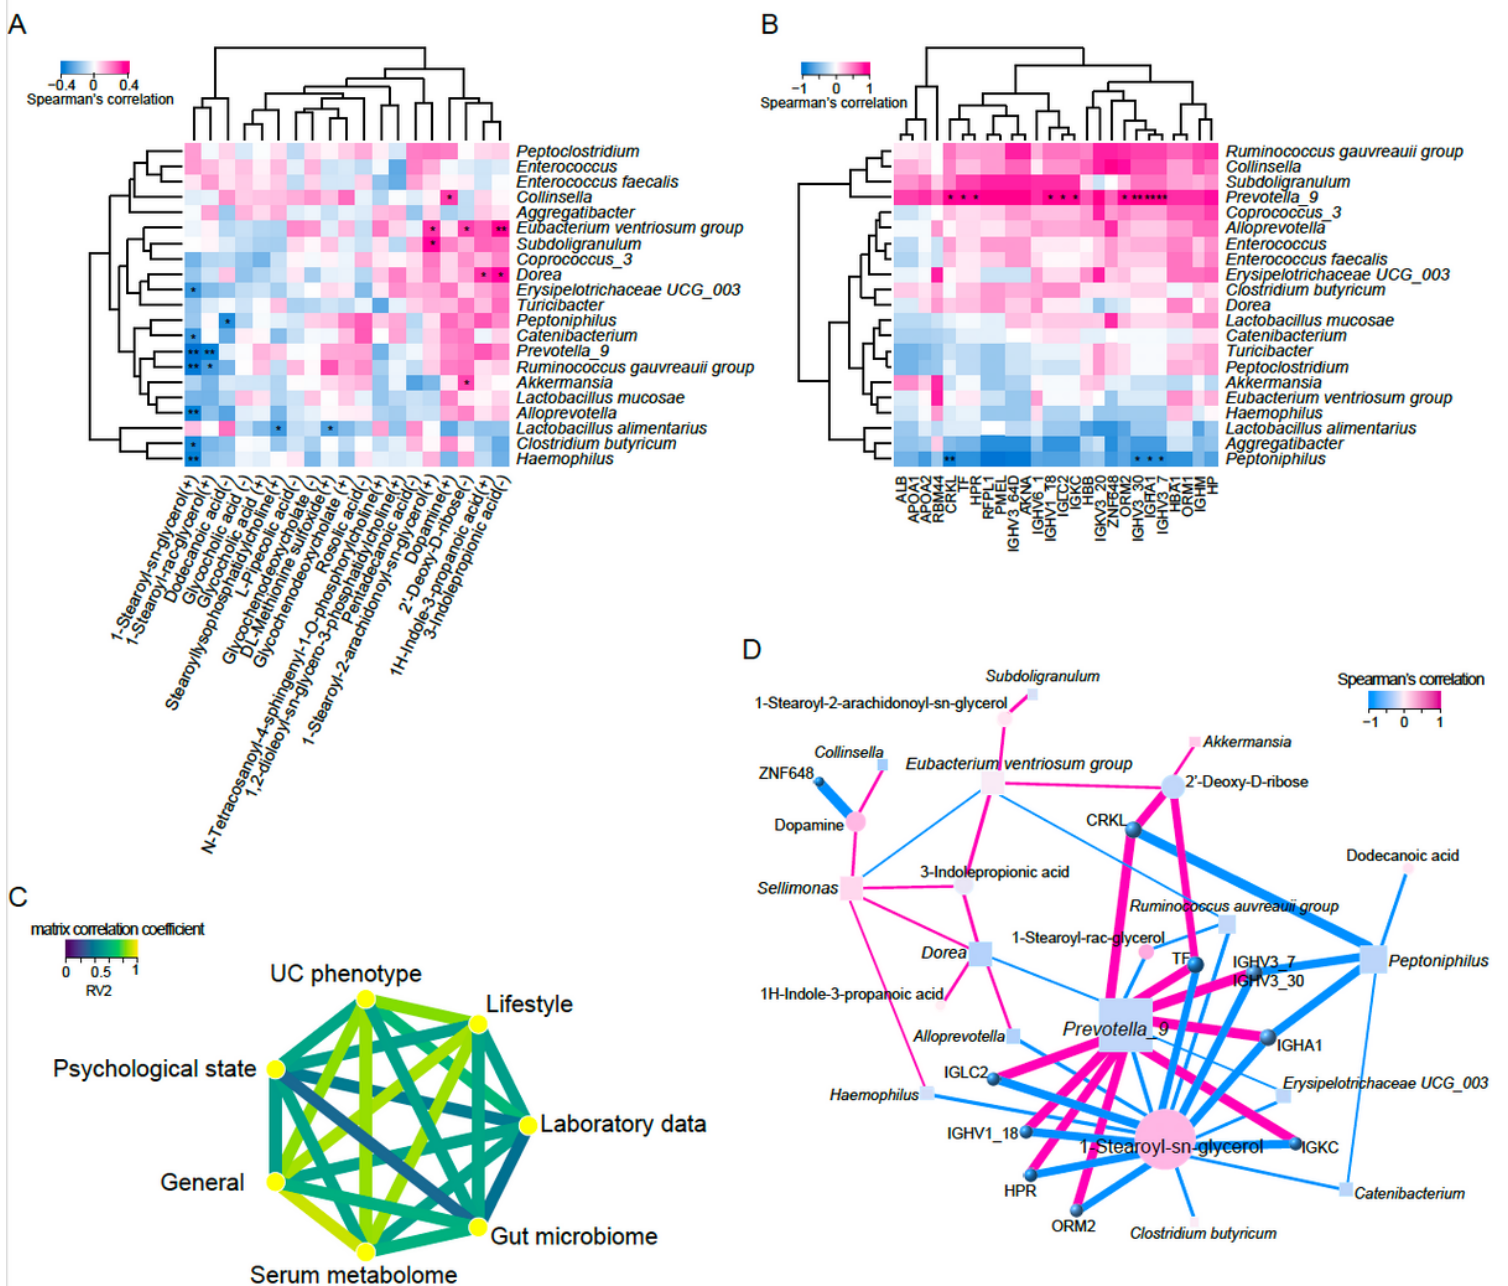 A
−0.4 0 0.4
Spearman's correlation
Peptoclostridium
Enterococcus
Enterococcus faecalis
Collinsella
Aggregatibacter
Eubacterium ventriosum group
Subdoligranulum
Coprococcus_3
Dorea
Erysipelotrichaceae UCG_003
Turicibacter
Peptoniphilus
Catenibacterium
Prevotella_9
Ruminococcus gauvreauii group
Akkermansia
Lactobacillus mucosae
Alloprevotella
Lactobacillus alimentarius
Clostridium butyricum
Haemophilus
1-Stearoyl-sn-glycerol(+)
1-Stearoyl-rac-glycerol(+)
Dodecanoic acid(-)
Glycocholic acid (-)
Glycocholic acid (+)
Stearoyllysophosphatidylcholine(+)
L-Pipecolic acid(-)
Glycochenodeoxycholate (-)
DL-Methionine sulfoxide(+)
Glycochenodeoxycholate (+)
Rosolic acid(-)
N-Tetracosanoyl-4-sphingenyl-1-O-phosphorylcholine(+)
1,2-dioleoyl-sn-glycero-3-phosphatidylcholine(+)
Pentadecanoic acid(-)
1-Stearoyl-2-arachidonoyl-sn-glycerol(+)
Dopamine(+)
2'-Deoxy-D-ribose(-)
1H-Indole-3-propanoic acid(+)
3-Indolepropionic acid(-)
B
−1 0 1
Spearman's correlation
Ruminococcus gauvreauii group
Collinsella
Subdoligranulum
Prevotella_9
Coprococcus_3
Alloprevotella
Enterococcus
Enterococcus faecalis
Erysipelotrichaceae UCG_003
Clostridium butyricum
Dorea
Lactobacillus mucosae
Catenibacterium
Turicibacter
Peptoclostridium
Akkermansia
Eubacterium ventriosum group
Haemophilus
Lactobacillus alimentarius
Aggregatibacter
Peptoniphilus
ALB
APOA1
APOA2
RBM44
CRKL
TF
HPR
RFPL1
PMEL
IGHV3_64D
AKNA
IGHV6_1
IGHV1_T8
IGLC2
IGKC
HBB
IGKV3_20
ZNF648
ORM2
IGHV3_30
IGHA1
IGHV3_7
HBA1
ORM1
IGHM
HP
C
matrix correlation coefficient
0 0.5 1
RV2
UC phenotype
Lifestyle
Psychological state
Laboratory data
General
Gut microbiome
Serum metabolome
D
Spearman's correlation
−1 0 1
Subdoligranulum
1-Stearoyl-2-arachidonoyl-sn-glycerol
Akkermansia
Collinsella
Eubacterium ventriosum group
ZNF648
2'-Deoxy-D-ribose
Dopamine
CRKL
Dodecanoic acid
3-Indolepropionic acid
Sellimonas
Ruminococcus auvreauii group
1-Stearoyl-rac-glycerol
Dorea
TF
IGHV3_7
Peptoniphilus
IGHV3_30
1H-Indole-3-propanoic acid
Prevotella_9
Alloprevotella
IGHA1
IGLC2
Erysipelotrichaceae UCG_003
Haemophilus
IGHV1_18
1-Stearoyl-sn-glycerol
IGKC
HPR
Catenibacterium
ORM2
Clostridium butyricum